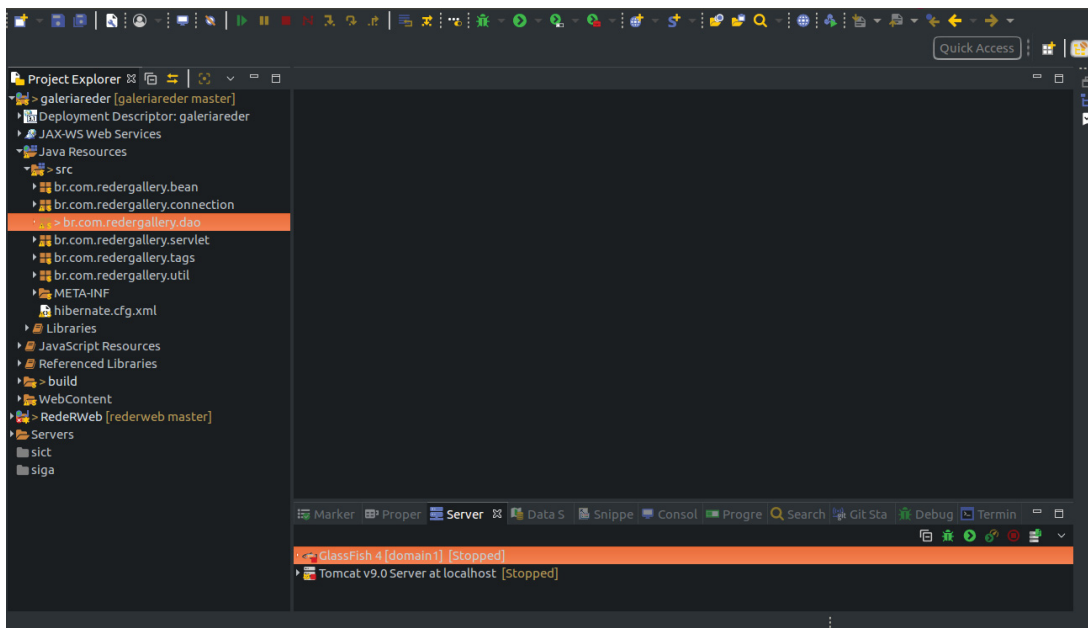 Quick Access
Project Explorer
> galeriareder [galeriareder master]
Deployment Descriptor: galeriareder
JAX-WS Web Services
Java Resources
> src
br.com.redergallery.bean
br.com.redergallery.connection
> br.com.redergallery.dao
br.com.redergallery.servlet
br.com.redergallery.tags
br.com.redergallery.util
META-INF
hibernate.cfg.xml
Libraries
JavaScript Resources
Referenced Libraries
> build
WebContent
> RedeRWeb [rederweb master]
Servers
sict
siga
Marker Proper Server Data S Snippe Consol Progre Search Git Sta Debug Termin
GlassFish 4 [domain1] [Stopped]
Tomcat v9.0 Server at localhost [Stopped]